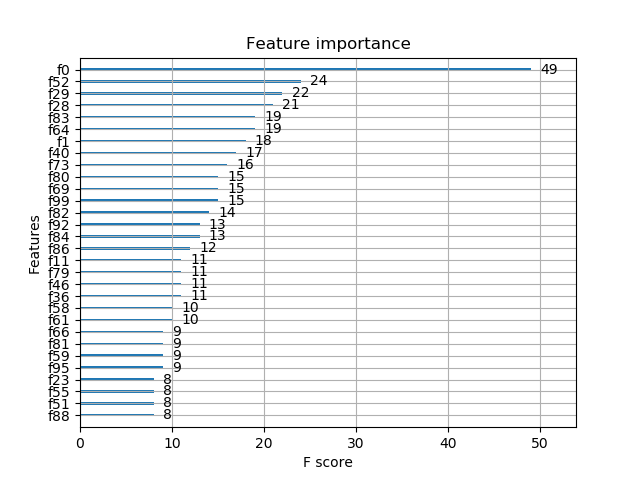 Feature importance
f0 49
f52 24
f29 22
f28 21
f83 19
f64 19
f1 18
f40 17
f73 16
f80 15
f69 15
f99 15
f82 14
f92 13
f84 13
f86 12
f11 11
f79 11
f46 11
f36 11
f58 10
f61 10
f66 9
f81 9
f59 9
f95 9
f23 8
f55 8
f51 8
f88 8
Features
0 10 20 30 40 50
F score